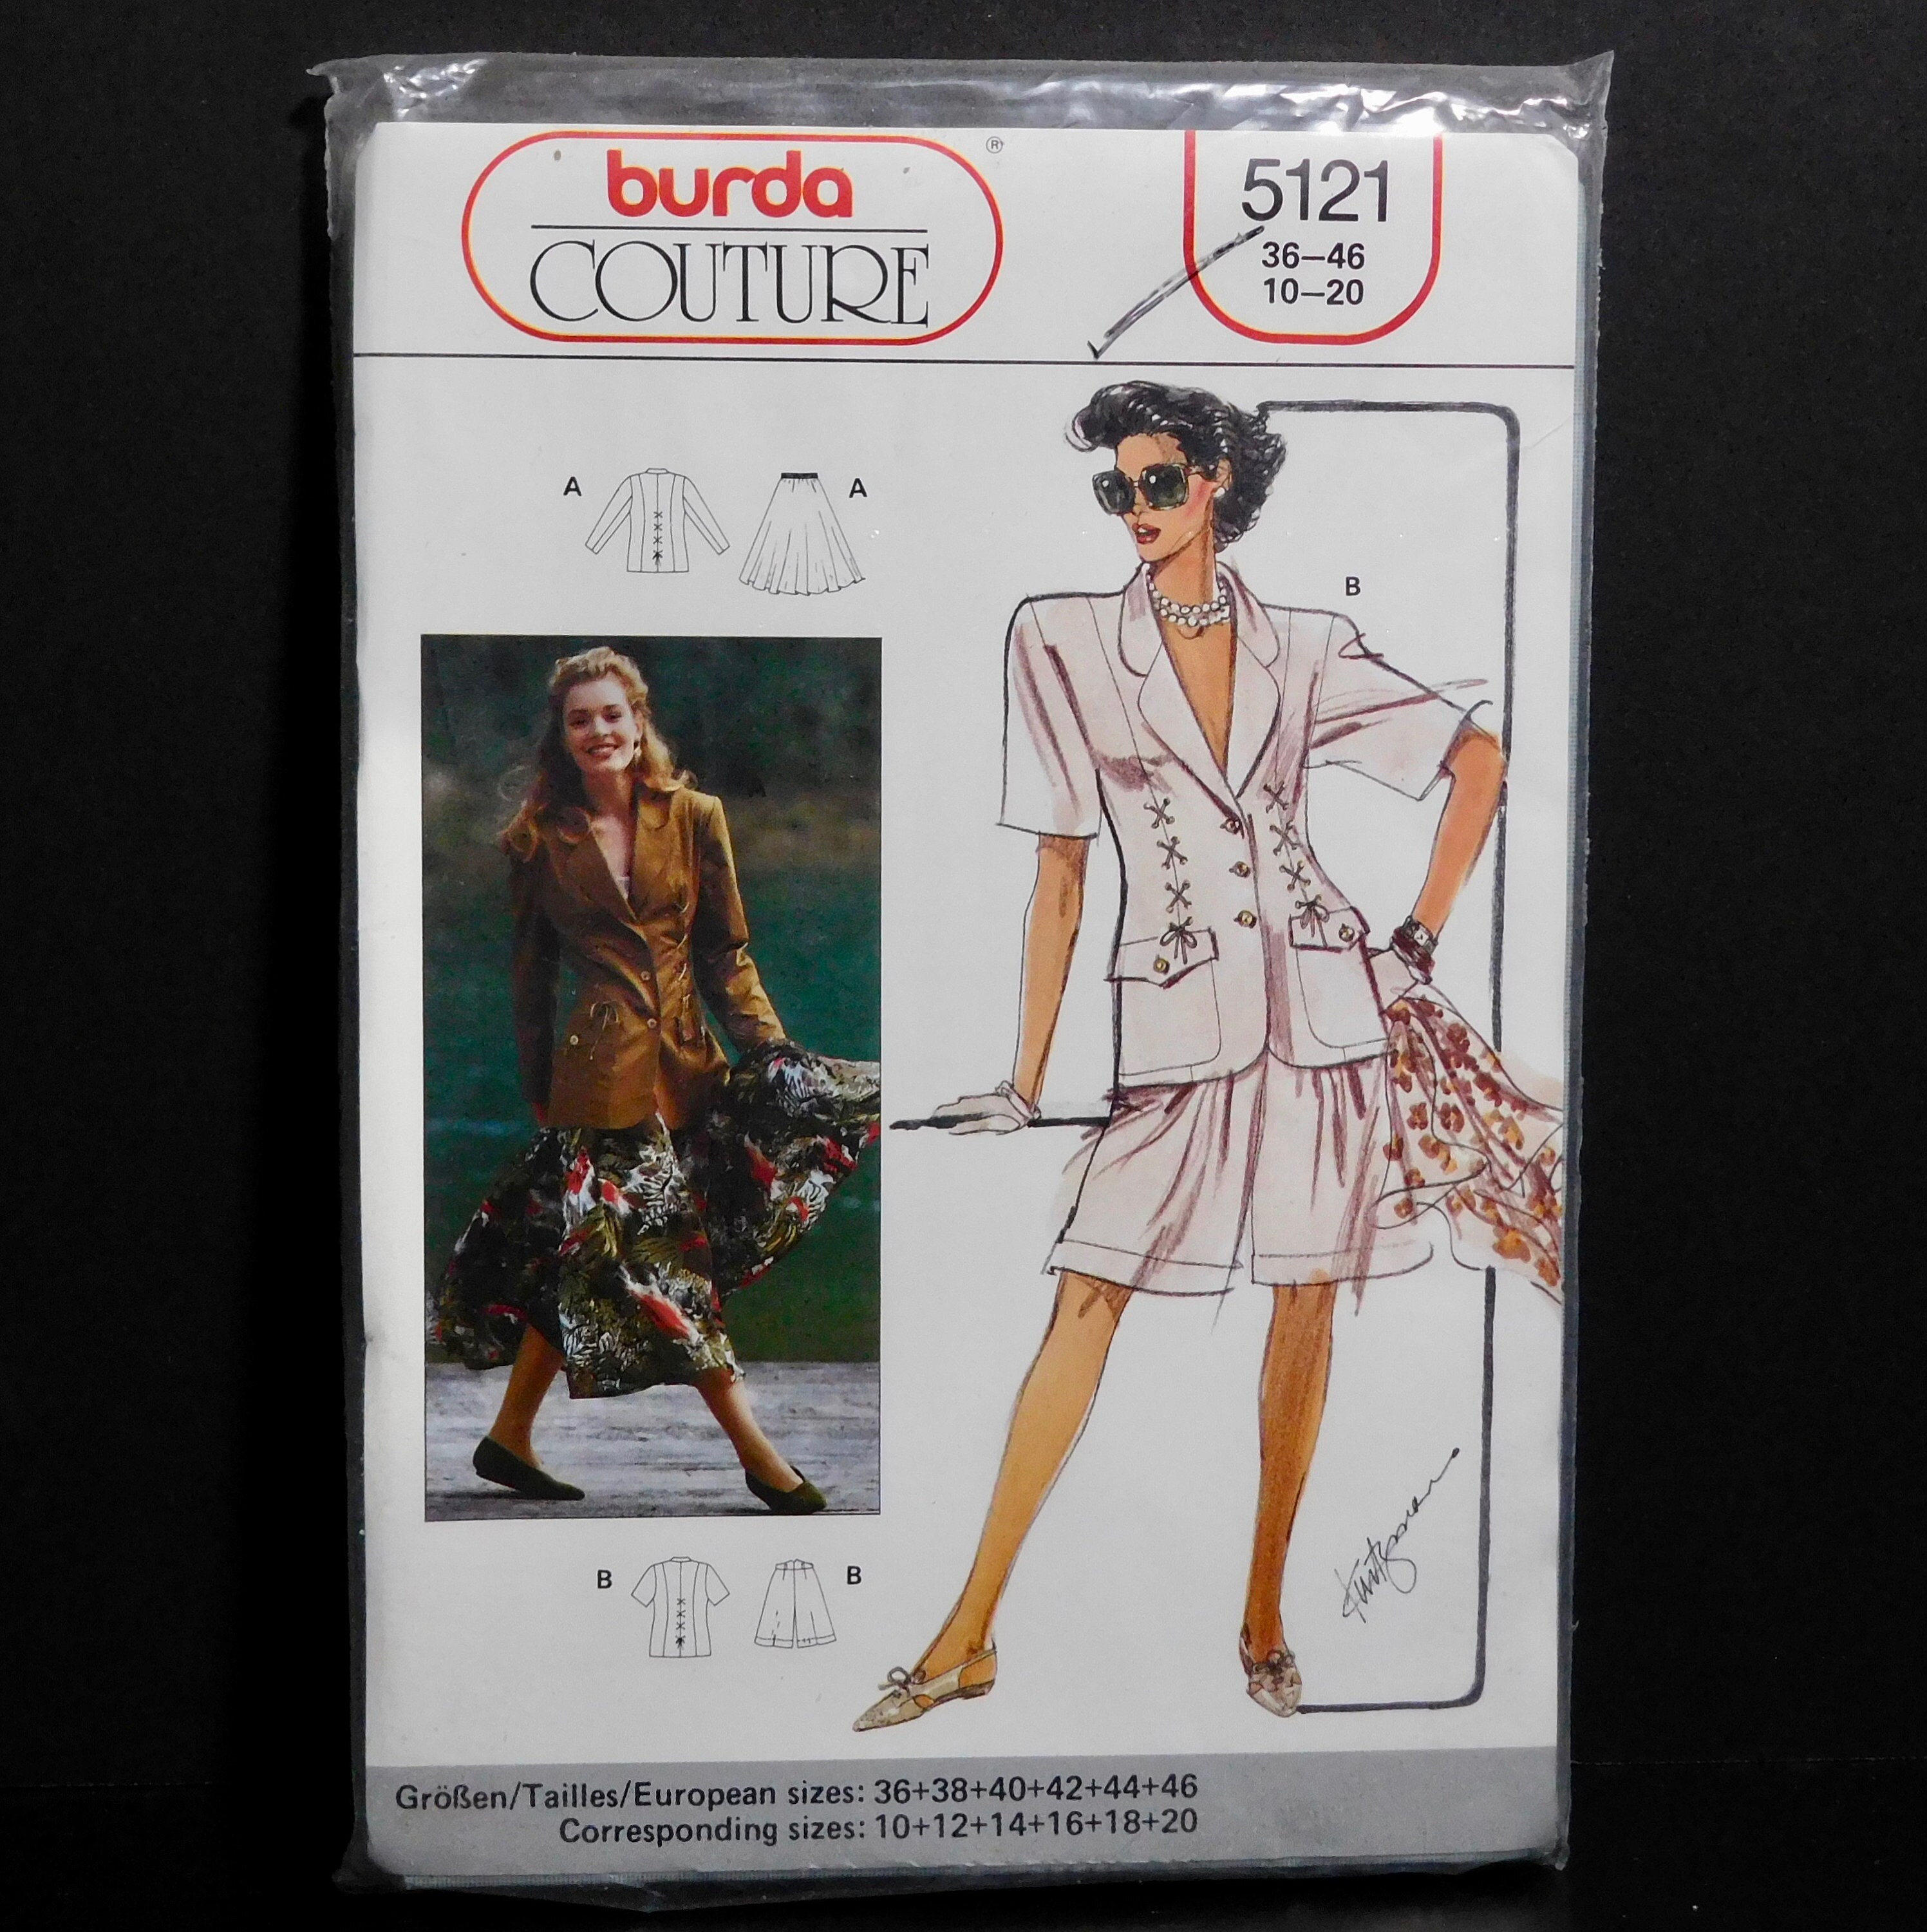 burda
COUTURE
®
5121
36–46
10–20
A
A
B
A
B
B
Größen/Tailles/European sizes: 36+38+40+42+44+46
Corresponding sizes: 10+12+14+16+18+20